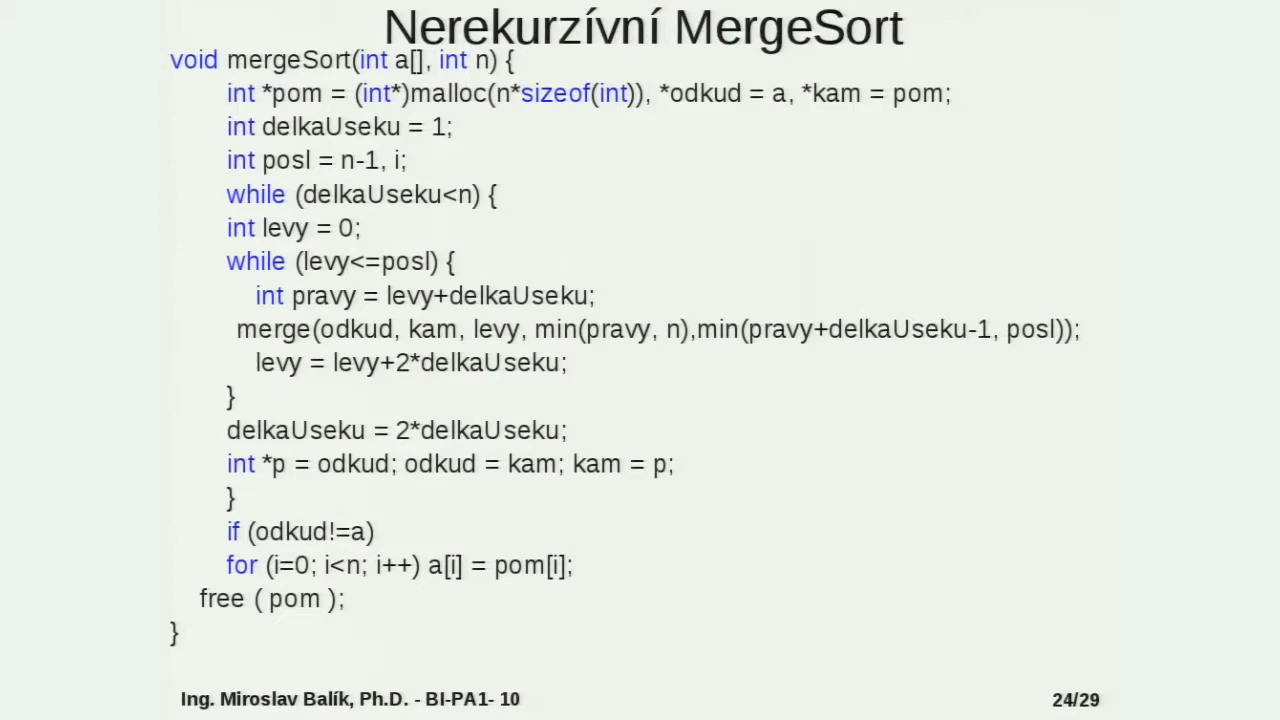 Nerekurzívní MergeSort
void mergeSort(int a[], int n) {
int *pom = (int*)malloc(n*sizeof(int)), *odkud = a, *kam = pom;
int delkaUseku = 1;
int posl = n-1, i;
while (delkaUseku<n) {
int levy = 0;
while (levy<=posl) {
int pravy = levy+delkaUseku;
merge(odkud, kam, levy, min(pravy, n),min(pravy+delkaUseku-1, posl));
levy = levy+2*delkaUseku;
}
delkaUseku = 2*delkaUseku;
int *p = odkud; odkud = kam; kam = p;
}
if (odkud!=a)
for (i=0; i<n; i++) a[i] = pom[i];
free ( pom );
}
Ing. Miroslav Balík, Ph.D. - BI-PA1- 10
24/29